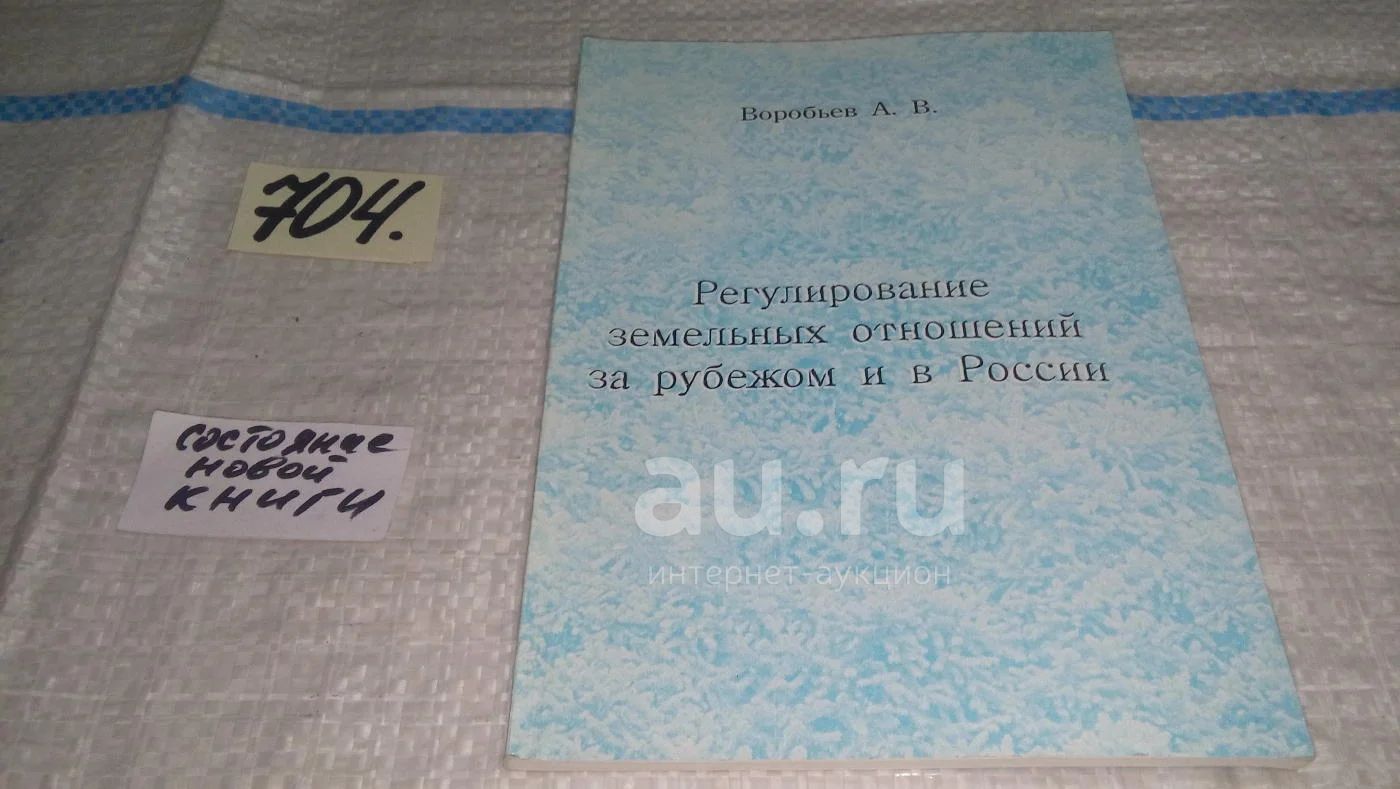 Воробьев А. В.
704.
Регулирование
земельных отношений
за рубежом и в России
состояние
новой
книги
au.ru
интернет-аукцион